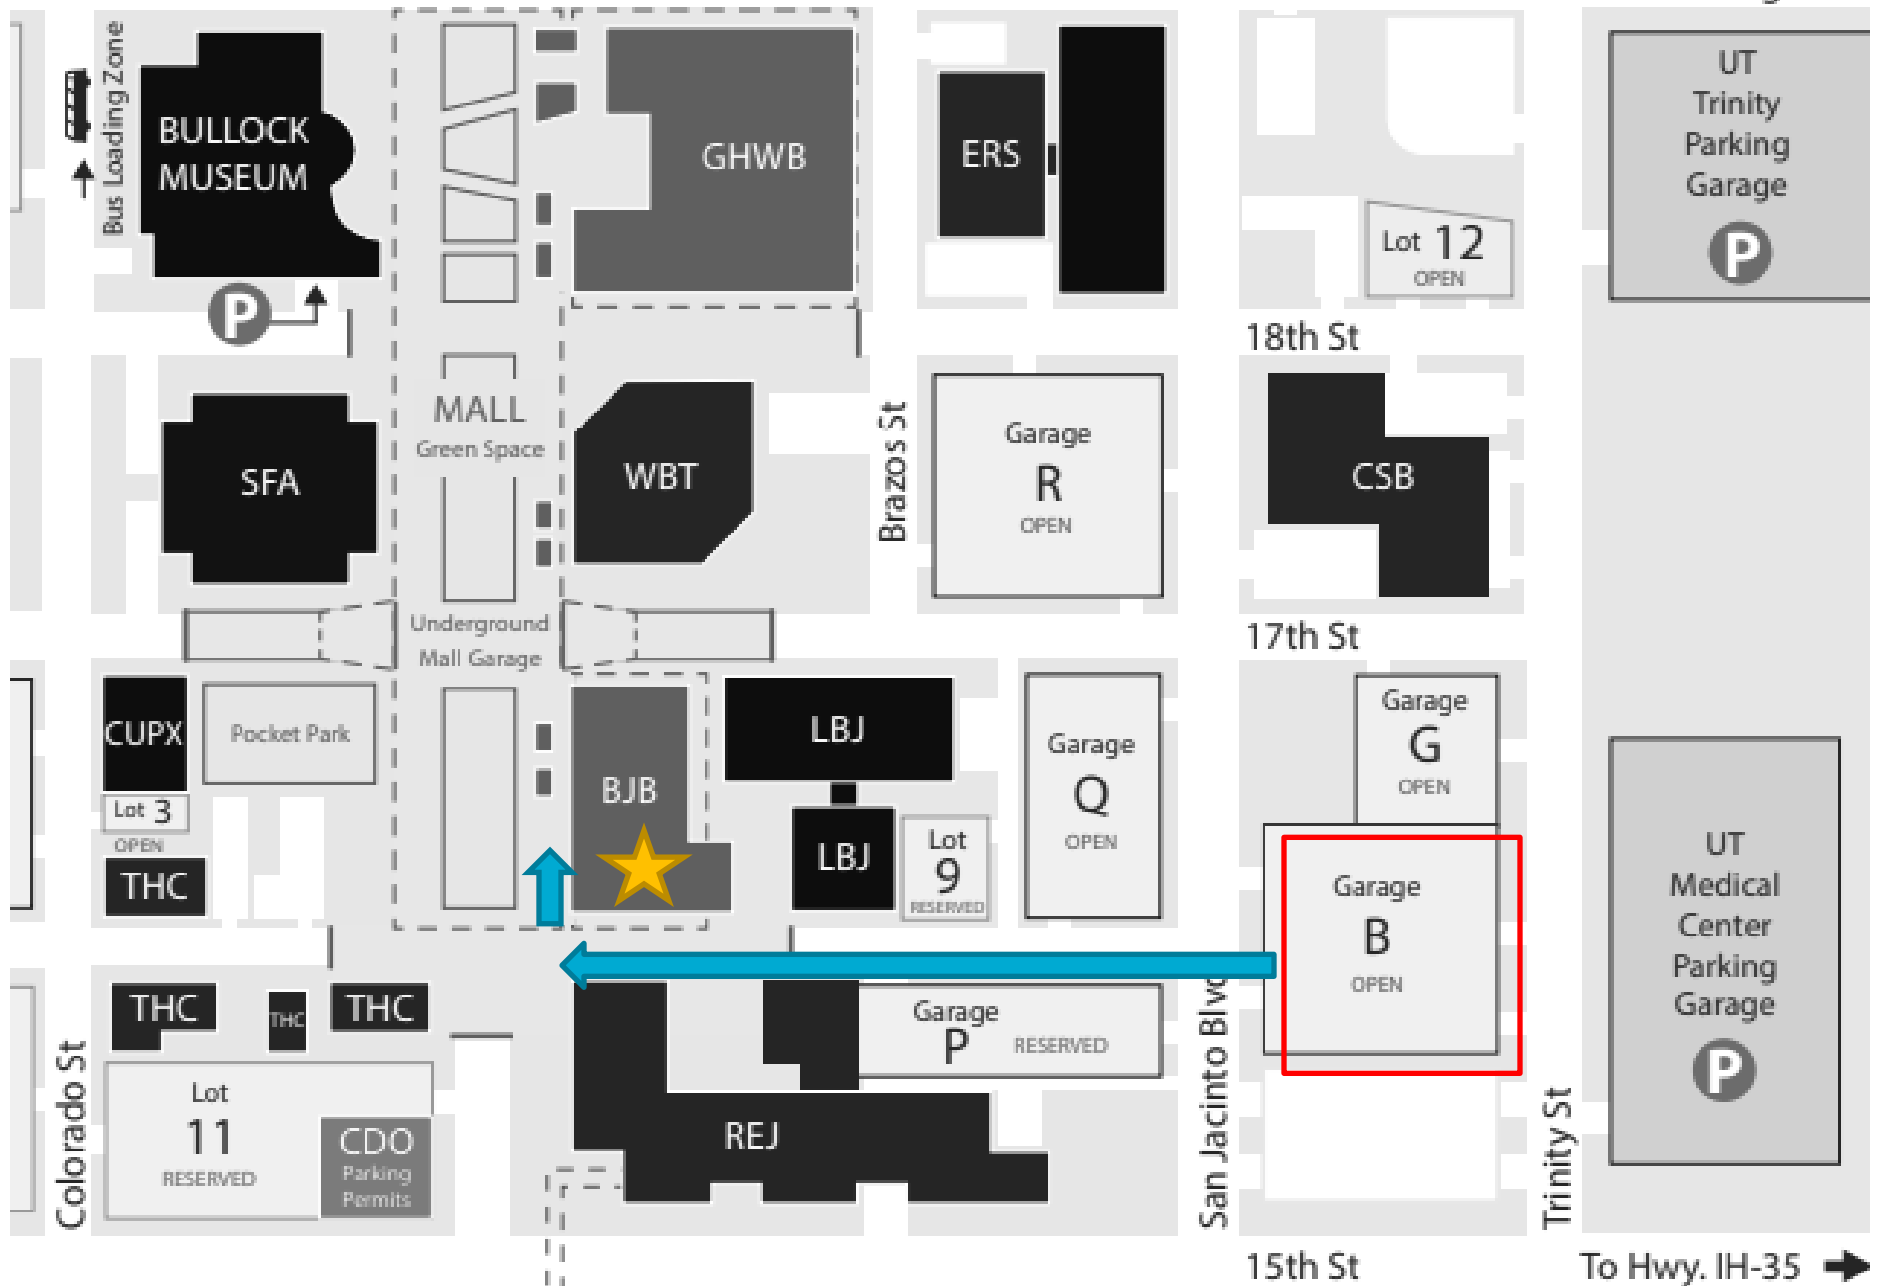 Bus Loading Zone
BULLOCK
MUSEUM
P
GHWB
ERS
UT
Trinity
Parking
Garage
P
Lot 12
OPEN
18th St
MALL
Green Space
SFA
WBT
Brazos St
Garage
R
OPEN
CSB
17th St
Underground
Mall Garage
CUPX
Pocket Park
Lot 3
OPEN
THC
BJB
LBJ
LBJ
Lot
9
RESERVED
Garage
Q
OPEN
Garage
G
OPEN
Garage
B
OPEN
UT
Medical
Center
Parking
Garage
P
THC
THC
THC
Garage
P RESERVED
Colorado St
Lot
11
RESERVED
CDO
Parking
Permits
REJ
San Jacinto Blvd
Trinity St
15th St
To Hwy. IH-35